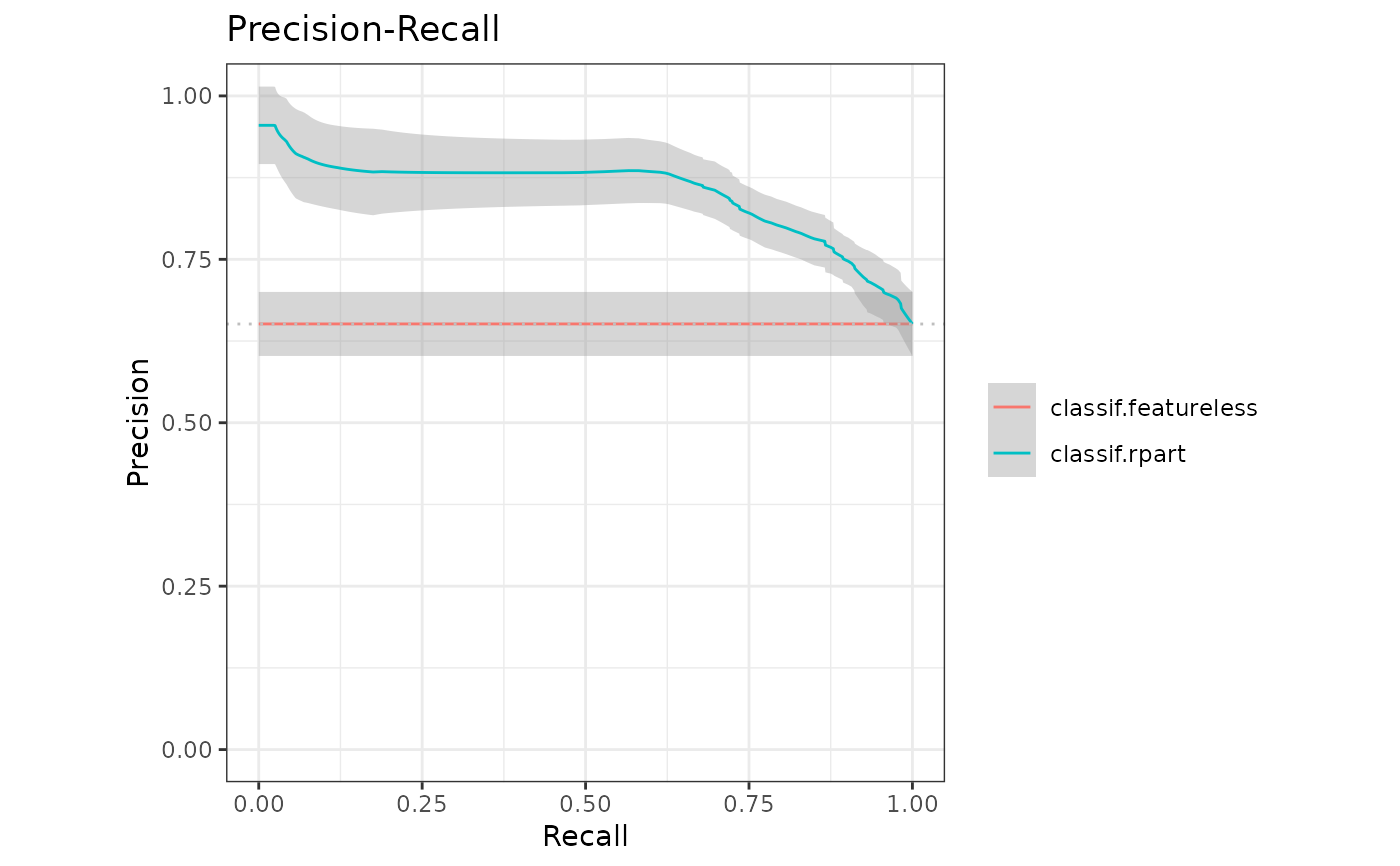 Precision-Recall
1.00
0.75
0.50
0.25
0.00
Precision
0.00 0.25 0.50 0.75 1.00
Recall
classif.featureless
classif.rpart